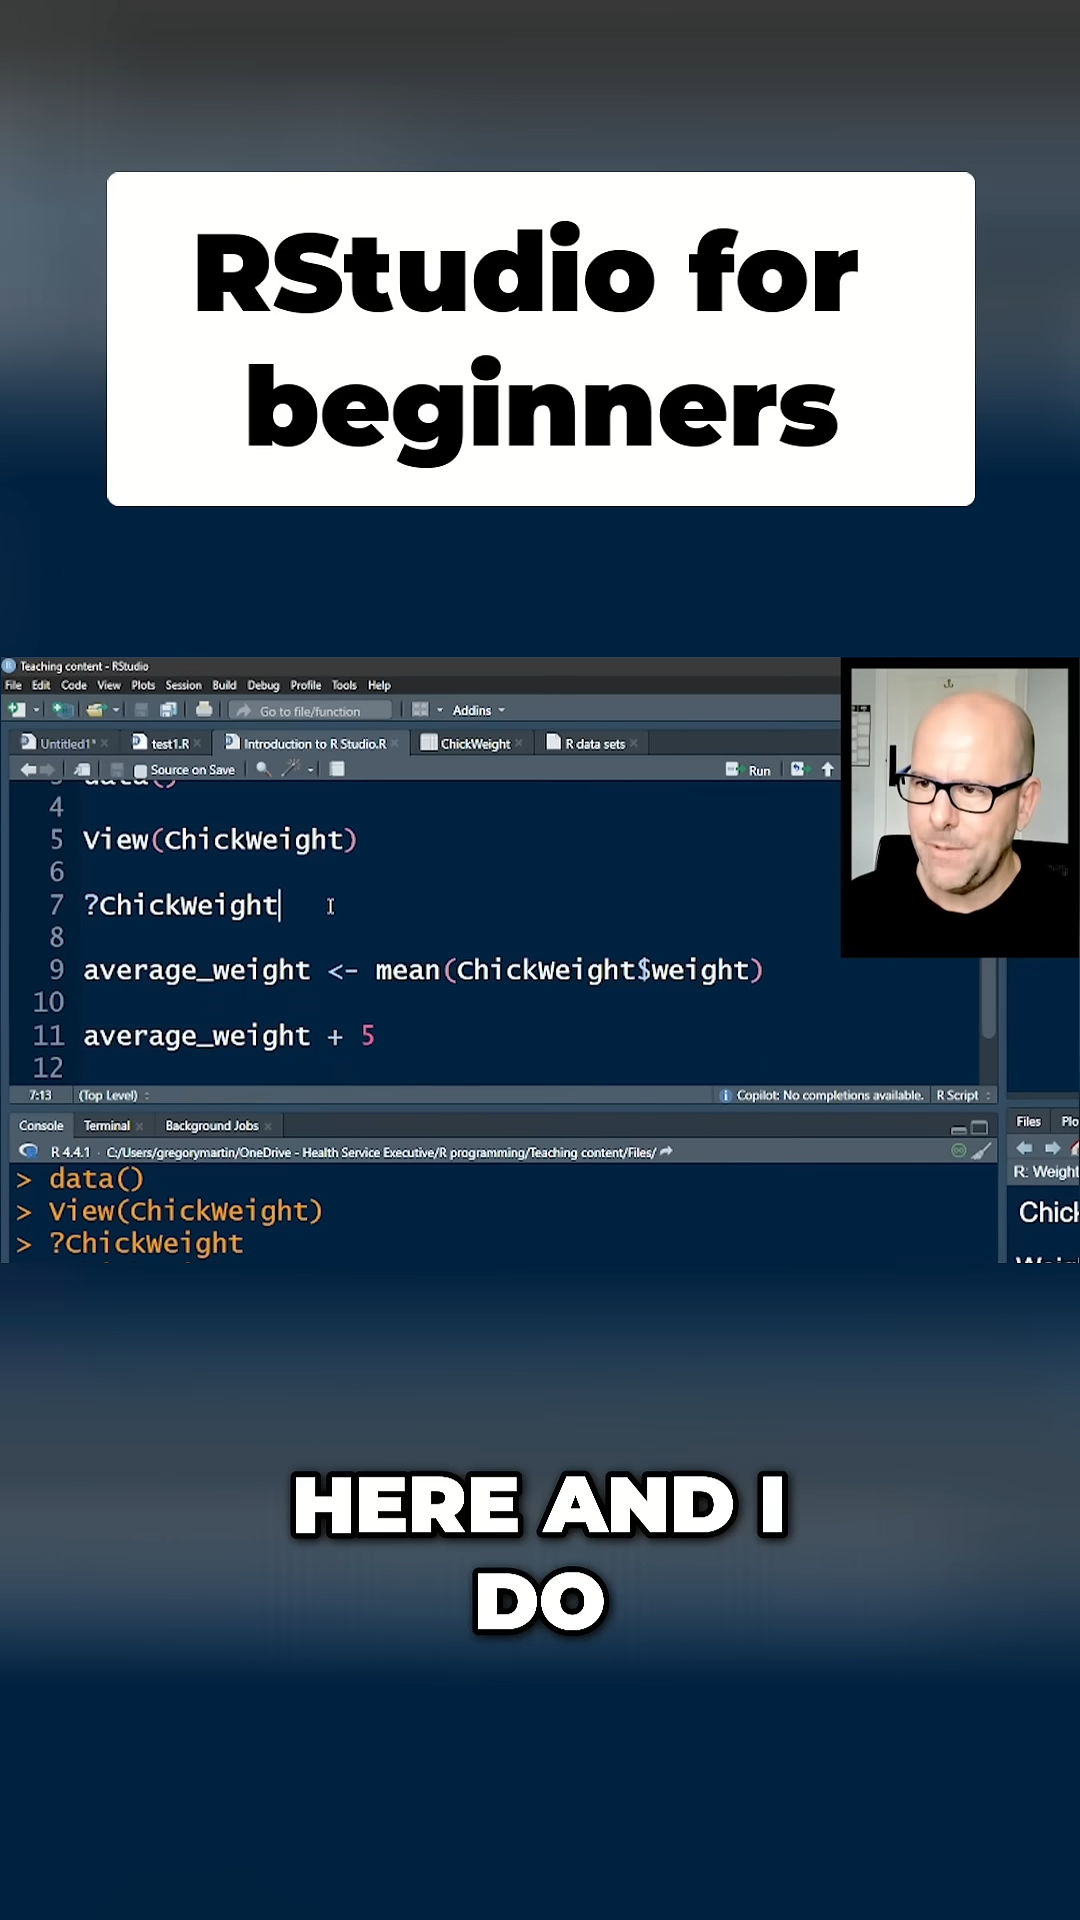 RStudio for
beginners
Teaching content - RStudio
File Edit Code View Plots Session Build Debug Profile Tools Help
Go to file/function Addins
Untitled1* test1.R Introduction to R Studio.R ChickWeight R data sets
Source on Save Run
3 data()
4
5 View(ChickWeight)
6
7 ?ChickWeight
8
9 average_weight <- mean(ChickWeight$weight)
10
11 average_weight + 5
12
7:13 (Top Level) Copilot: No completions available. R Script
Console Terminal Background Jobs
Files Plo
R 4.4.1 · C:/Users/gregorymartin/OneDrive - Health Service Executive/R programming/Teaching content/Files/
R: Weight
> data()
> View(ChickWeight)
> ?ChickWeight
Chick
HERE AND I
DO